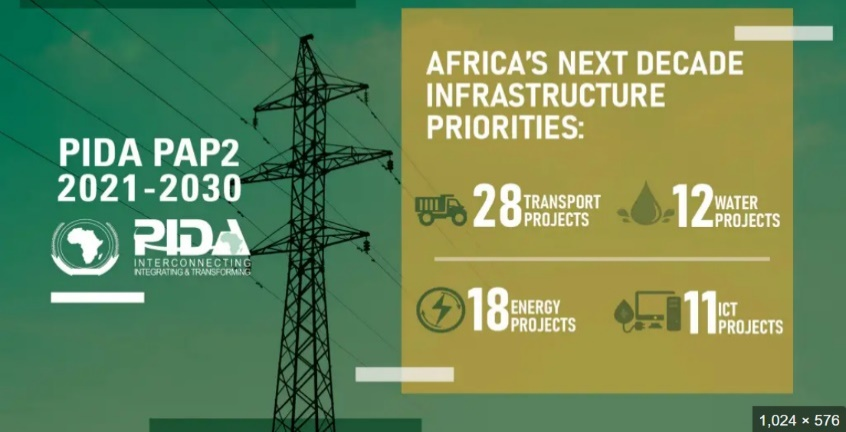 PIDA PAP2
2021-2030
PIDA
INTERCONNECTING
INTEGRATING & TRANSFORMING
AFRICA'S NEXT DECADE
INFRASTRUCTURE
PRIORITIES:
28 TRANSPORT
PROJECTS
12 WATER
PROJECTS
18 ENERGY
PROJECTS
11 ICT
PROJECTS
1,024 × 576